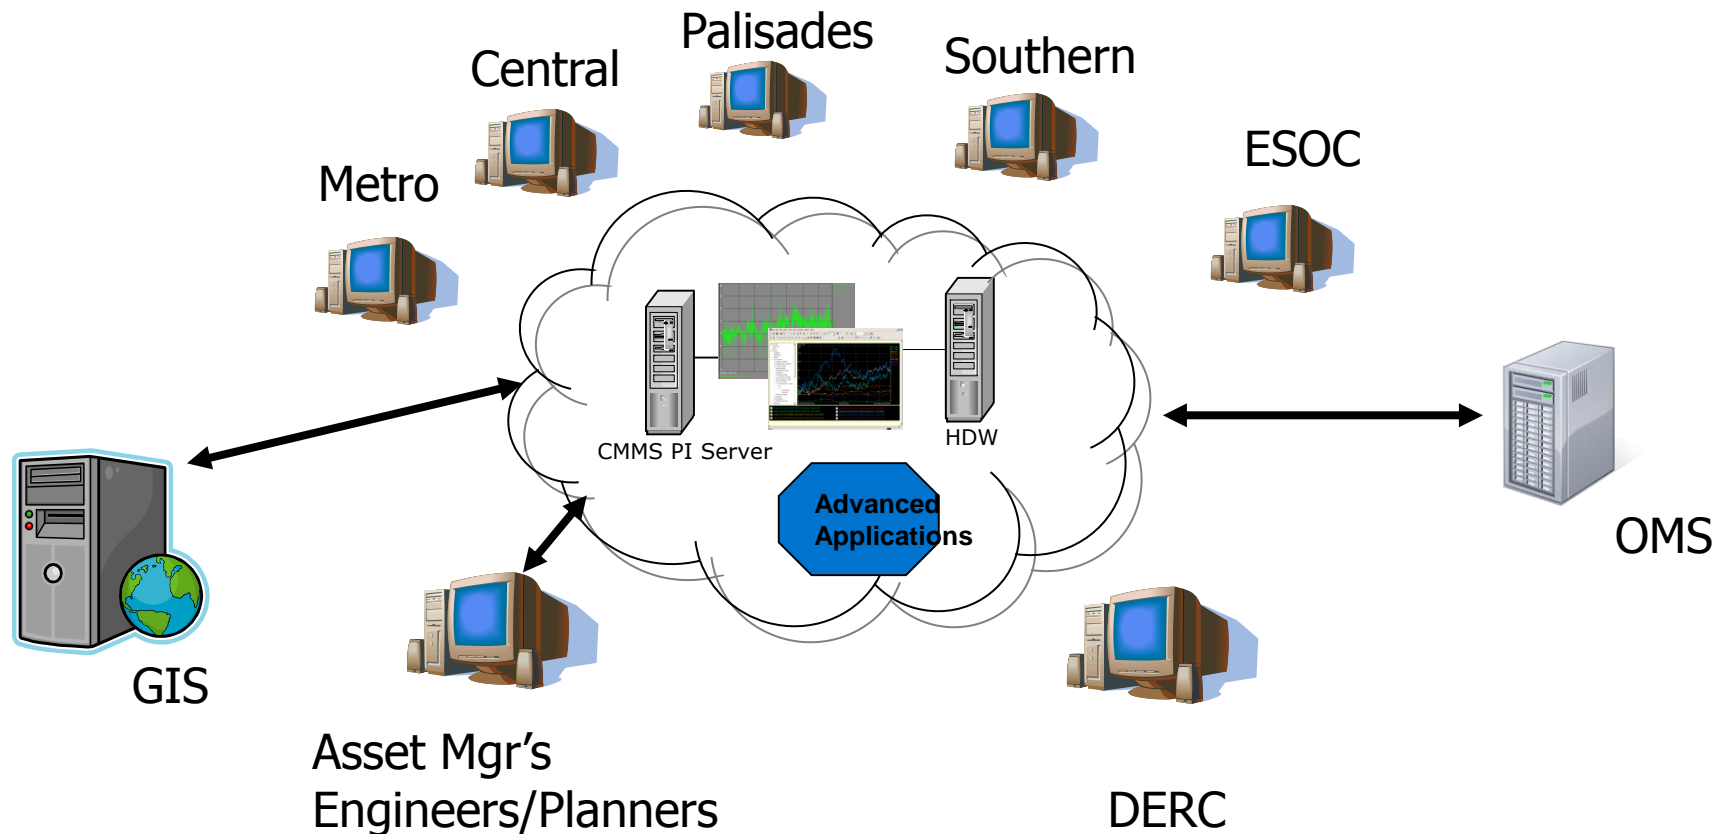 Palisades
Central
Southern
ESOC
Metro
CMMS PI Server
HDW
Advanced
Applications
OMS
GIS
Asset Mgr’s
Engineers/Planners
DERC